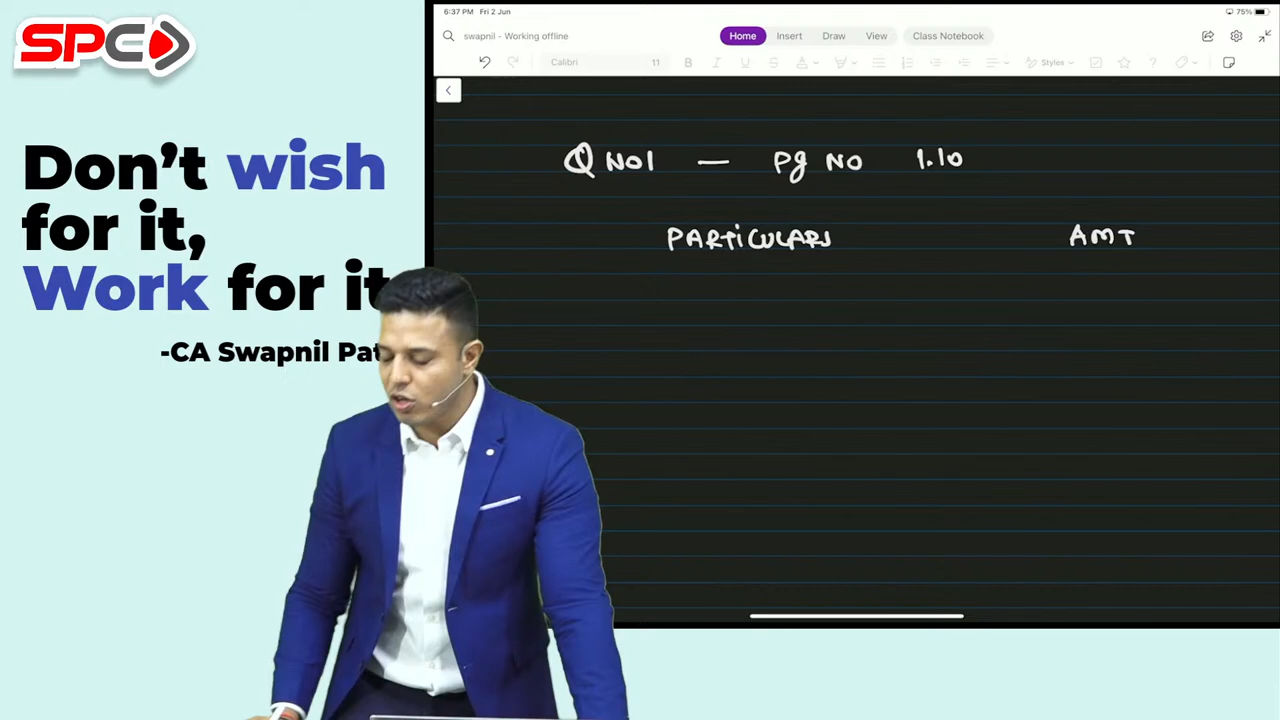 SPC
Don't wish
for it,
Work for it
-CA Swapnil Pat
6:37 PM Fri 2 Jun
75%
swapnil - Working offline
Home Insert Draw View Class Notebook
Calibri 11 B I U S A Styles ?
Q NO1 — Pg NO 1.10
PARTiCULARS AMT